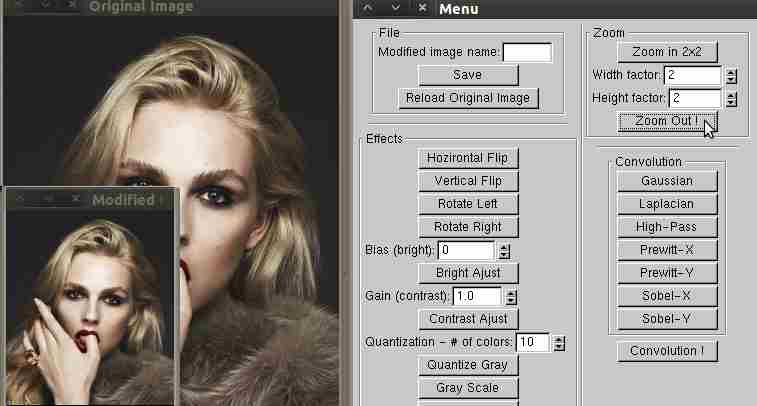 Original Image
Modified i
Menu
File
Modified image name:
Save
Reload Original Image
Effects
Hozirontal Flip
Vertical Flip
Rotate Left
Rotate Right
Bias (bright): 0
Bright Ajust
Gain (contrast): 1.0
Contrast Ajust
Quantization - # of colors: 10
Quantize Gray
Gray Scale
Zoom
Zoom in 2x2
Width factor: 2
Height factor: 2
Zoom Out !
Convolution
Gaussian
Laplacian
High-Pass
Prewitt-X
Prewitt-Y
Sobel-X
Sobel-Y
Convolution !